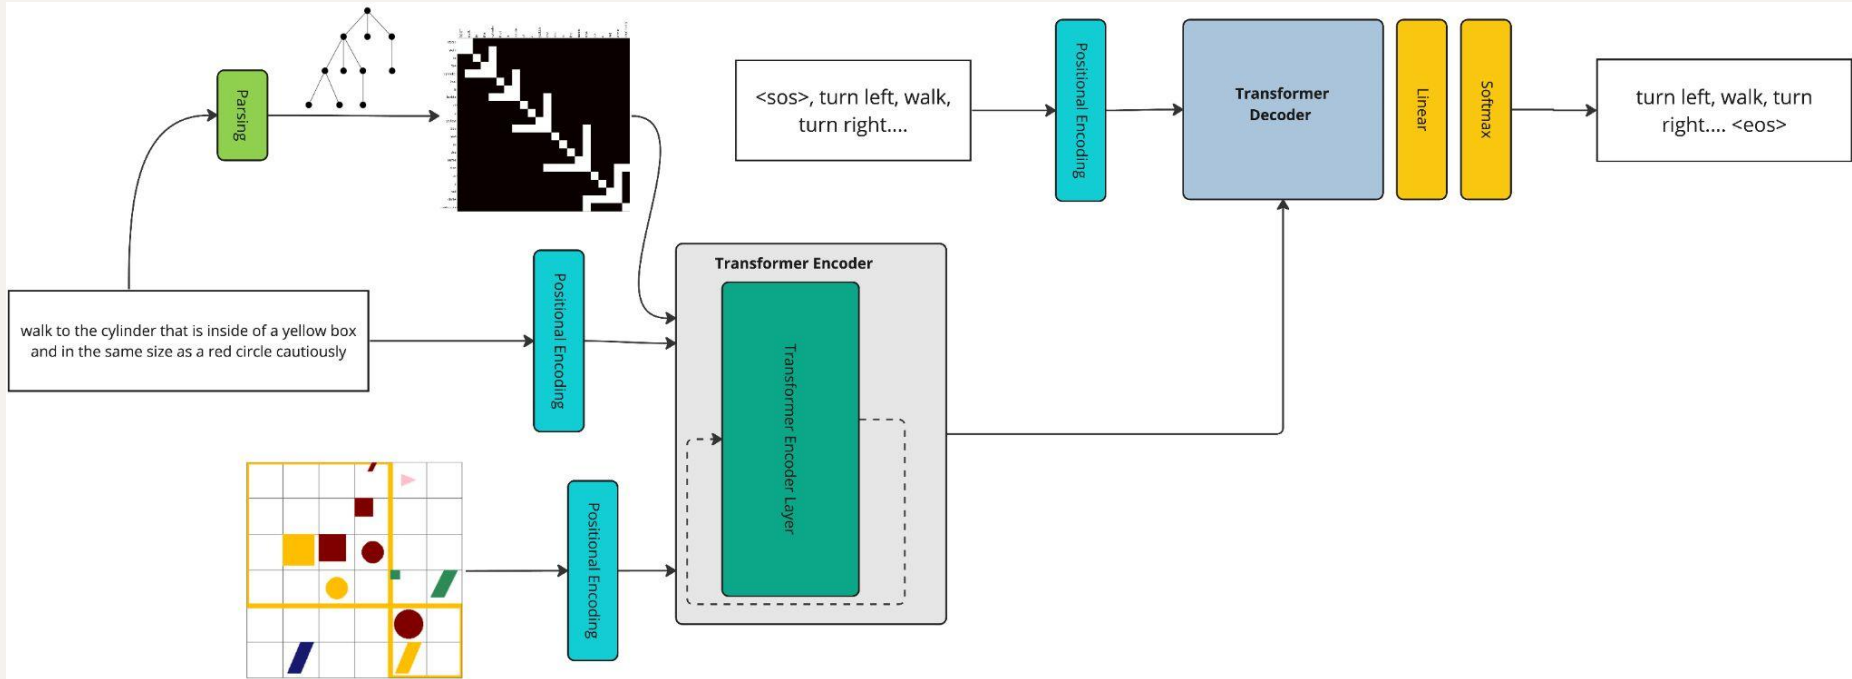 Parsing
<sos>, turn left, walk,
turn right....
Positional Encoding
Transformer
Decoder
Linear
Softmax
turn left, walk, turn
right.... <eos>
walk to the cylinder that is inside of a yellow box
and in the same size as a red circle cautiously
Positional Encoding
Transformer Encoder
Transformer Encoder Layer
Positional Encoding